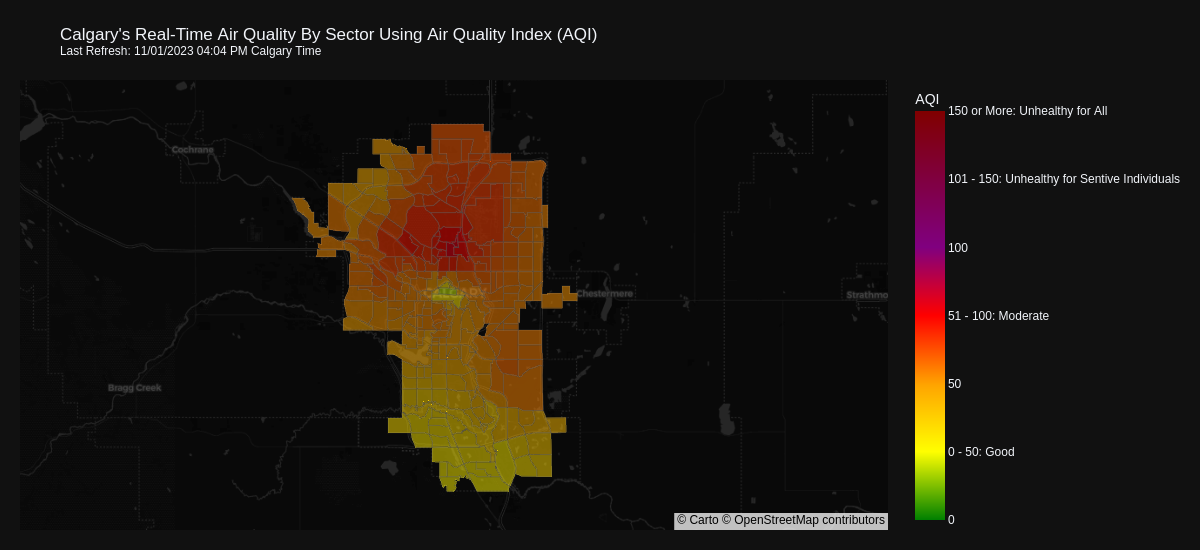 Calgary's Real-Time Air Quality By Sector Using Air Quality Index (AQI)
Last Refresh: 11/01/2023 04:04 PM Calgary Time
AQI
150 or More: Unhealthy for All
Cochrane
101 - 150: Unhealthy for Sentive Individuals
100
CALGARY
Chestermere
Strathmo
51 - 100: Moderate
50
Bragg Creek
0 - 50: Good
0
© Carto © OpenStreetMap contributors